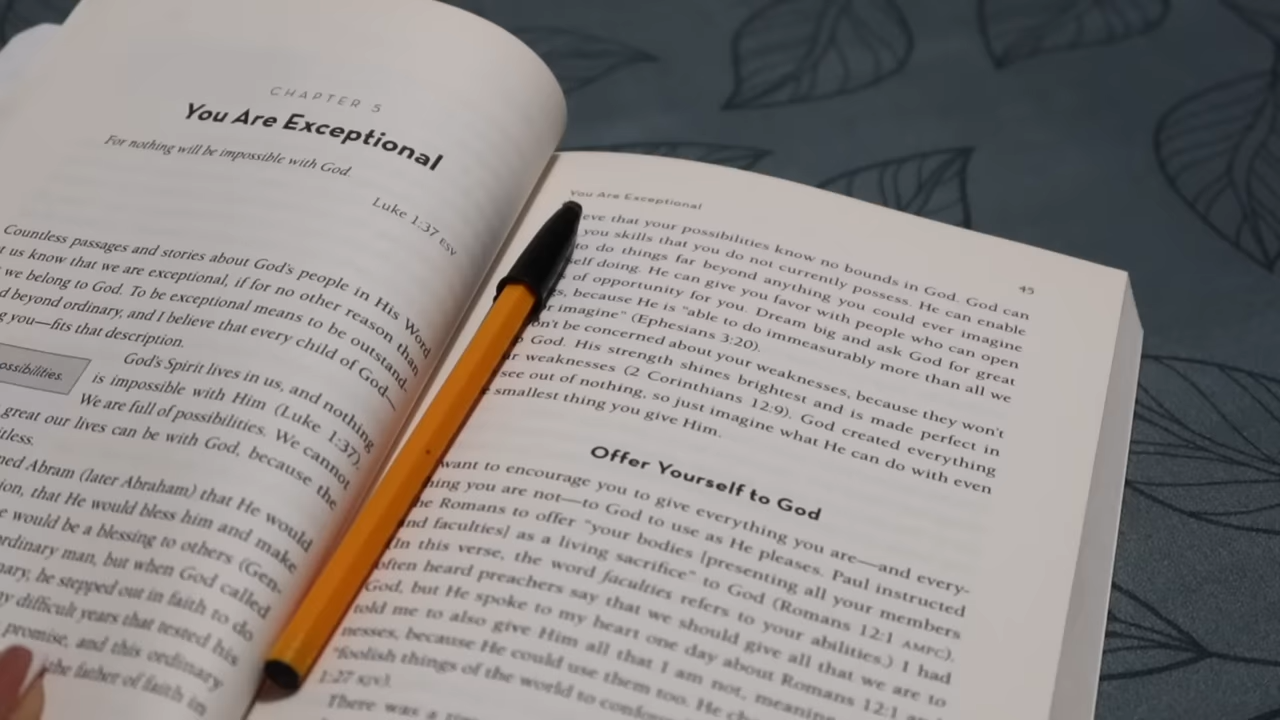 CHAPTER 5
You Are Exceptional
For nothing will be impossible with God.
Luke 1:37 ESV
Countless passages and stories about God's people in His Word
us know that we are exceptional, if for no other reason than
we belong to God. To be exceptional means to be outstand-
beyond ordinary, and I believe that every child of God—
you—fits that description.
ossibilities.
God's Spirit lives in us, and nothing
is impossible with Him (Luke 1:37).
We are full of possibilities. We cannot
great our lives can be with God, because the
Abram (later Abraham) that He would
that He would bless him and make
would be a blessing to others (Gen-
ordinary man, but when God called
he stepped out in faith to do
difficult years that tested his
promise, and this ordinary
the father of faith in
You Are Exceptional
45
that your possibilities know no bounds in God. God can
you skills that you do not currently possess. He can enable
to do things far beyond anything you could ever imagine
self doing. He can give you favor with people who can open
of opportunity for you. Dream big and ask God for great
because He is "able to do immeasurably more than all we
imagine" (Ephesians 3:20).
be concerned about your weaknesses, because they won't
God. His strength shines brightest and is made perfect in
weaknesses (2 Corinthians 12:9). God created everything
see out of nothing, so just imagine what He can do with even
smallest thing you give Him.
Offer Yourself to God
want to encourage you to give everything you are—and every-
thing you are not—to God to use as He pleases. Paul instructed
the Romans to offer "your bodies [presenting all your members
and faculties] as a living sacrifice" to God (Romans 12:1 AMPC).
(In this verse, the word faculties refers to your abilities.) I had
often heard preachers say that we should give all that we are to
God, but He spoke to my heart one day about Romans 12:1 and
told me to also give Him all that I am not, meaning
nesses, because He could use them too. He
"foolish things of the world to
1:27 KJV).
There was a